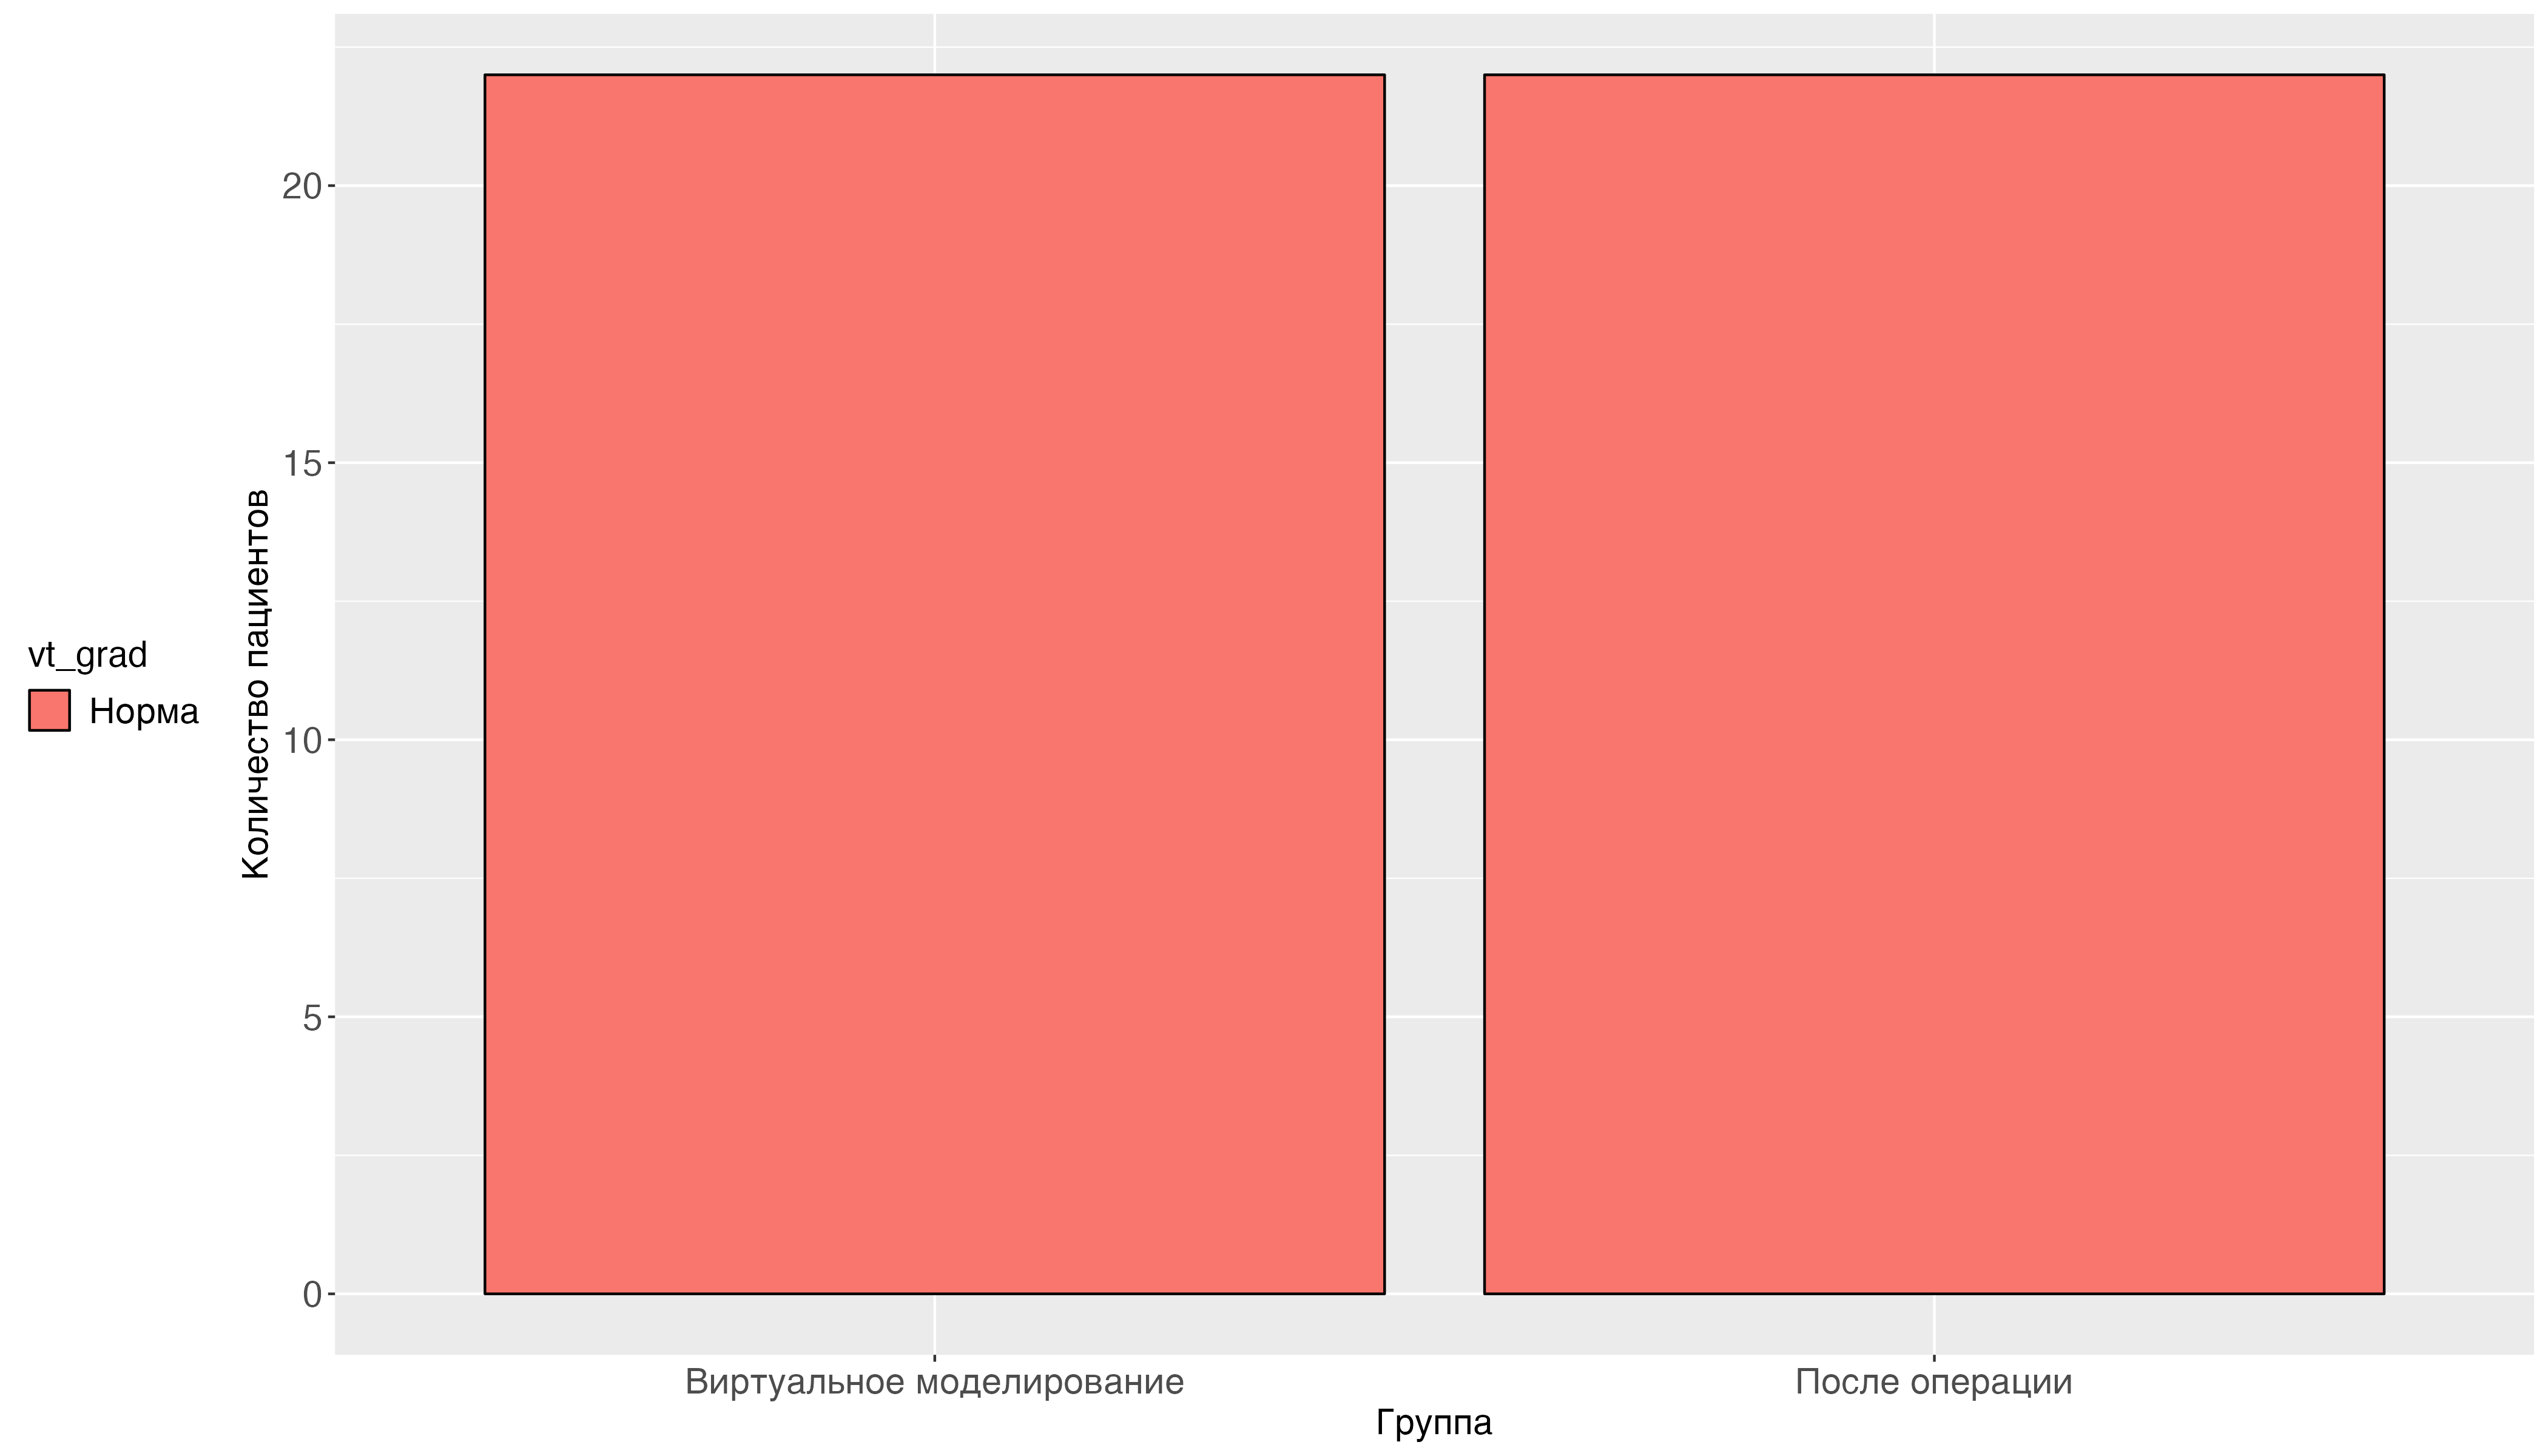 vt_grad
Норма
Количество пациентов
20
15
10
5
0
Виртуальное моделирование
После операции
Группа